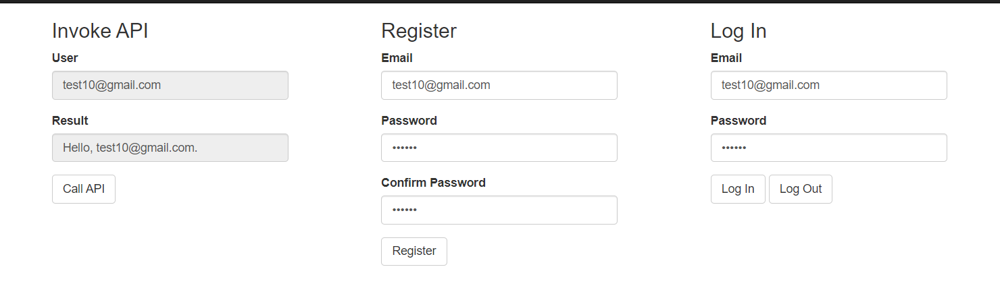 Invoke API
User
test10@gmail.com
Result
Hello, test10@gmail.com.
Call API
Register
Email
test10@gmail.com
Password
••••••
Confirm Password
••••••
Register
Log In
Email
test10@gmail.com
Password
••••••
Log In Log Out